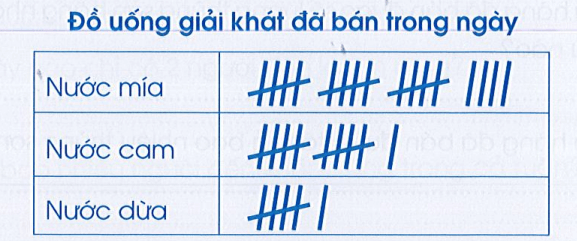 Đồ uống giải khát đã bán trong ngày
Nước mía
Nước cam
Nước dừa